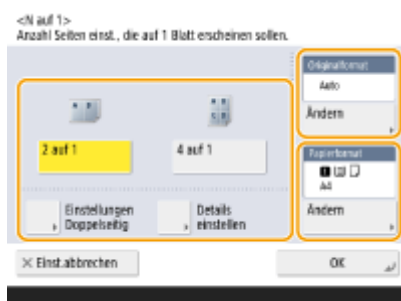 <N auf 1>
Anzahl Seiten einst., die auf 1 Blatt erscheinen sollen.
Originalformat
Auto
Ändern
2 auf 1
4 auf 1
Papierformat
1
A4
Ändern
Einstellungen
Doppelseitig
Details
einstellen
× Einst.abbrechen
OK